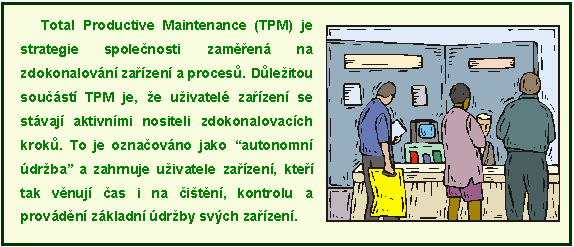 Total Productive Maintenance (TPM) je
strategie společnosti zaměřená na
zdokonalování zařízení a procesů. Důležitou
součástí TPM je, že uživatelé zařízení se
stávají aktivními nositeli zdokonalovacích
kroků. To je označováno jako “autonomní
údržba” a zahrnuje uživatele zařízení, kteří
tak věnují čas i na čištění, kontrolu a
provádění základní údržby svých zařízení.